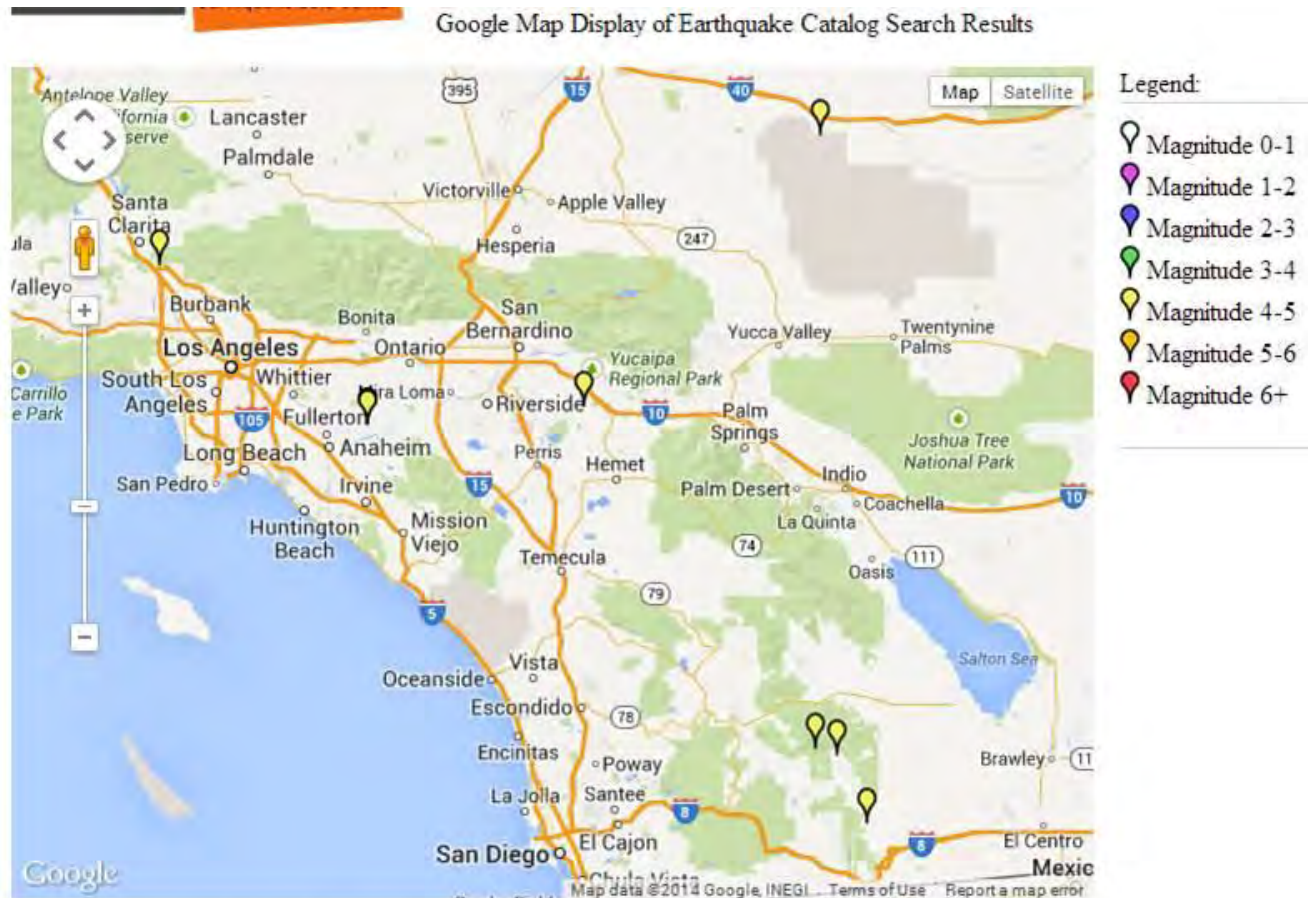 Google Map Display of Earthquake Catalog Search Results
Legend:
Magnitude 0-1
Magnitude 1-2
Magnitude 2-3
Magnitude 3-4
Magnitude 4-5
Magnitude 5-6
Magnitude 6+
Map
Satellite
395
15
40
Antelope Valley
Lancaster
Palmdale
Victorville
Apple Valley
Santa
Clarita
Hesperia
247
Burbank
Bonita
San
Bernardino
Yucca Valley
Twentynine
Palms
Los Angeles
Ontario
Yucaipa
Regional Park
South Los
Angeles
Whittier
Riverside
10
Carrillo
e Park
105
Fullerton
Anaheim
Palm
Springs
Joshua Tree
National Park
Long Beach
Perris
Hemet
Indio
San Pedro
Irvine
15
Palm Desert
Coachella
10
La Quinta
Huntington
Beach
Mission
Viejo
74
Temecula
111
Oasis
79
5
Salton Sea
Vista
Oceanside
Escondido
78
Encinitas
Poway
Brawley
La Jolla
Santee
8
El Cajon
8
El Centro
San Diego
Mexic
Google
Map data ©2014 Google, INEGI
Terms of Use
Report a map error